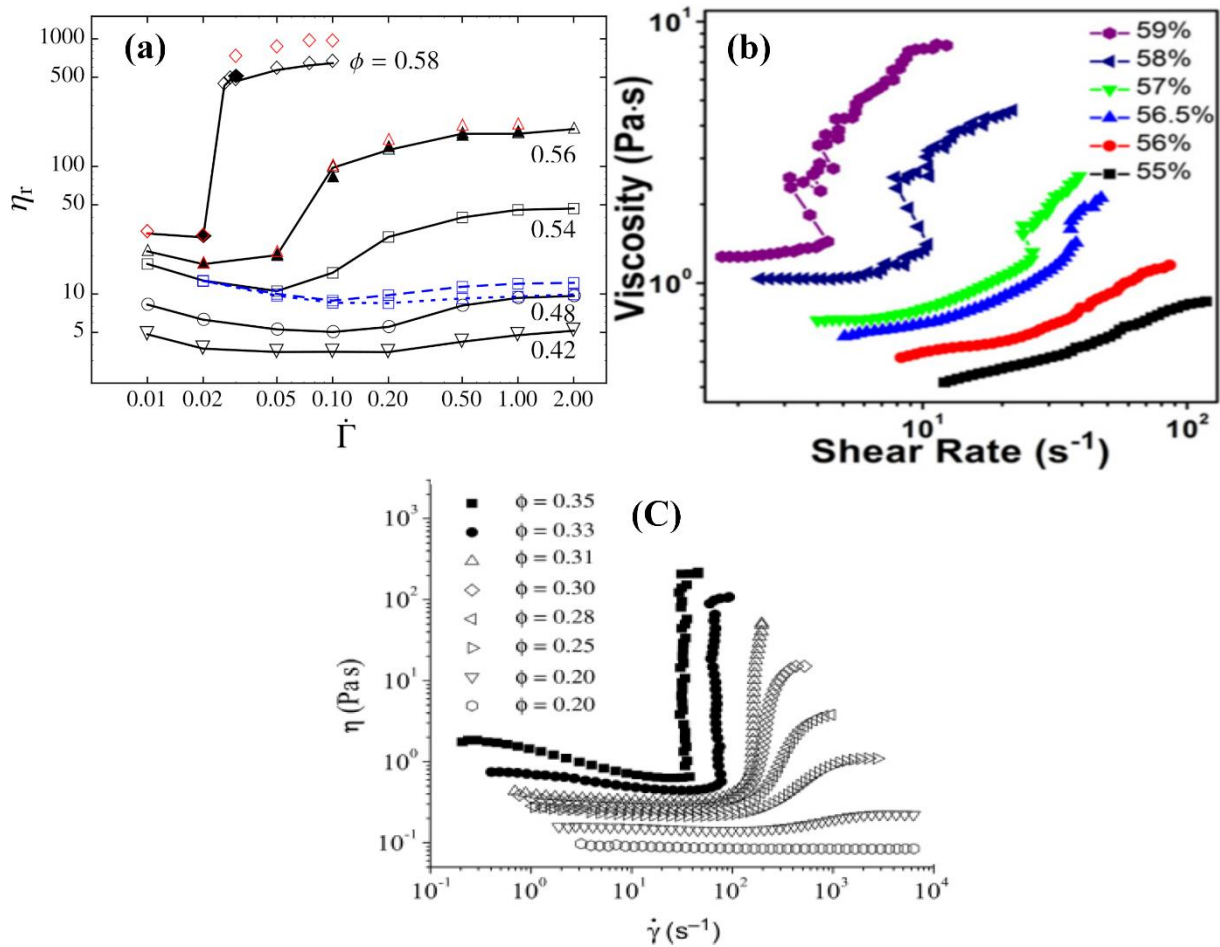 (a)
1000
500
100
50
10
5
ηr
ϕ = 0.58
0.56
0.54
0.48
0.42
0.01 0.02 0.05 0.10 0.20 0.50 1.00 2.00
Γ̇
(b)
10¹
10⁰
Viscosity (Pa·s)
59%
58%
57%
56.5%
56%
55%
10¹ 10²
Shear Rate (s⁻¹)
(C)
ϕ = 0.35
ϕ = 0.33
ϕ = 0.31
ϕ = 0.30
ϕ = 0.28
ϕ = 0.25
ϕ = 0.20
ϕ = 0.20
10³
10²
10¹
10⁰
10⁻¹
η (Pa s)
10⁻¹ 10⁰ 10¹ 10² 10³ 10⁴
γ̇ (s⁻¹)